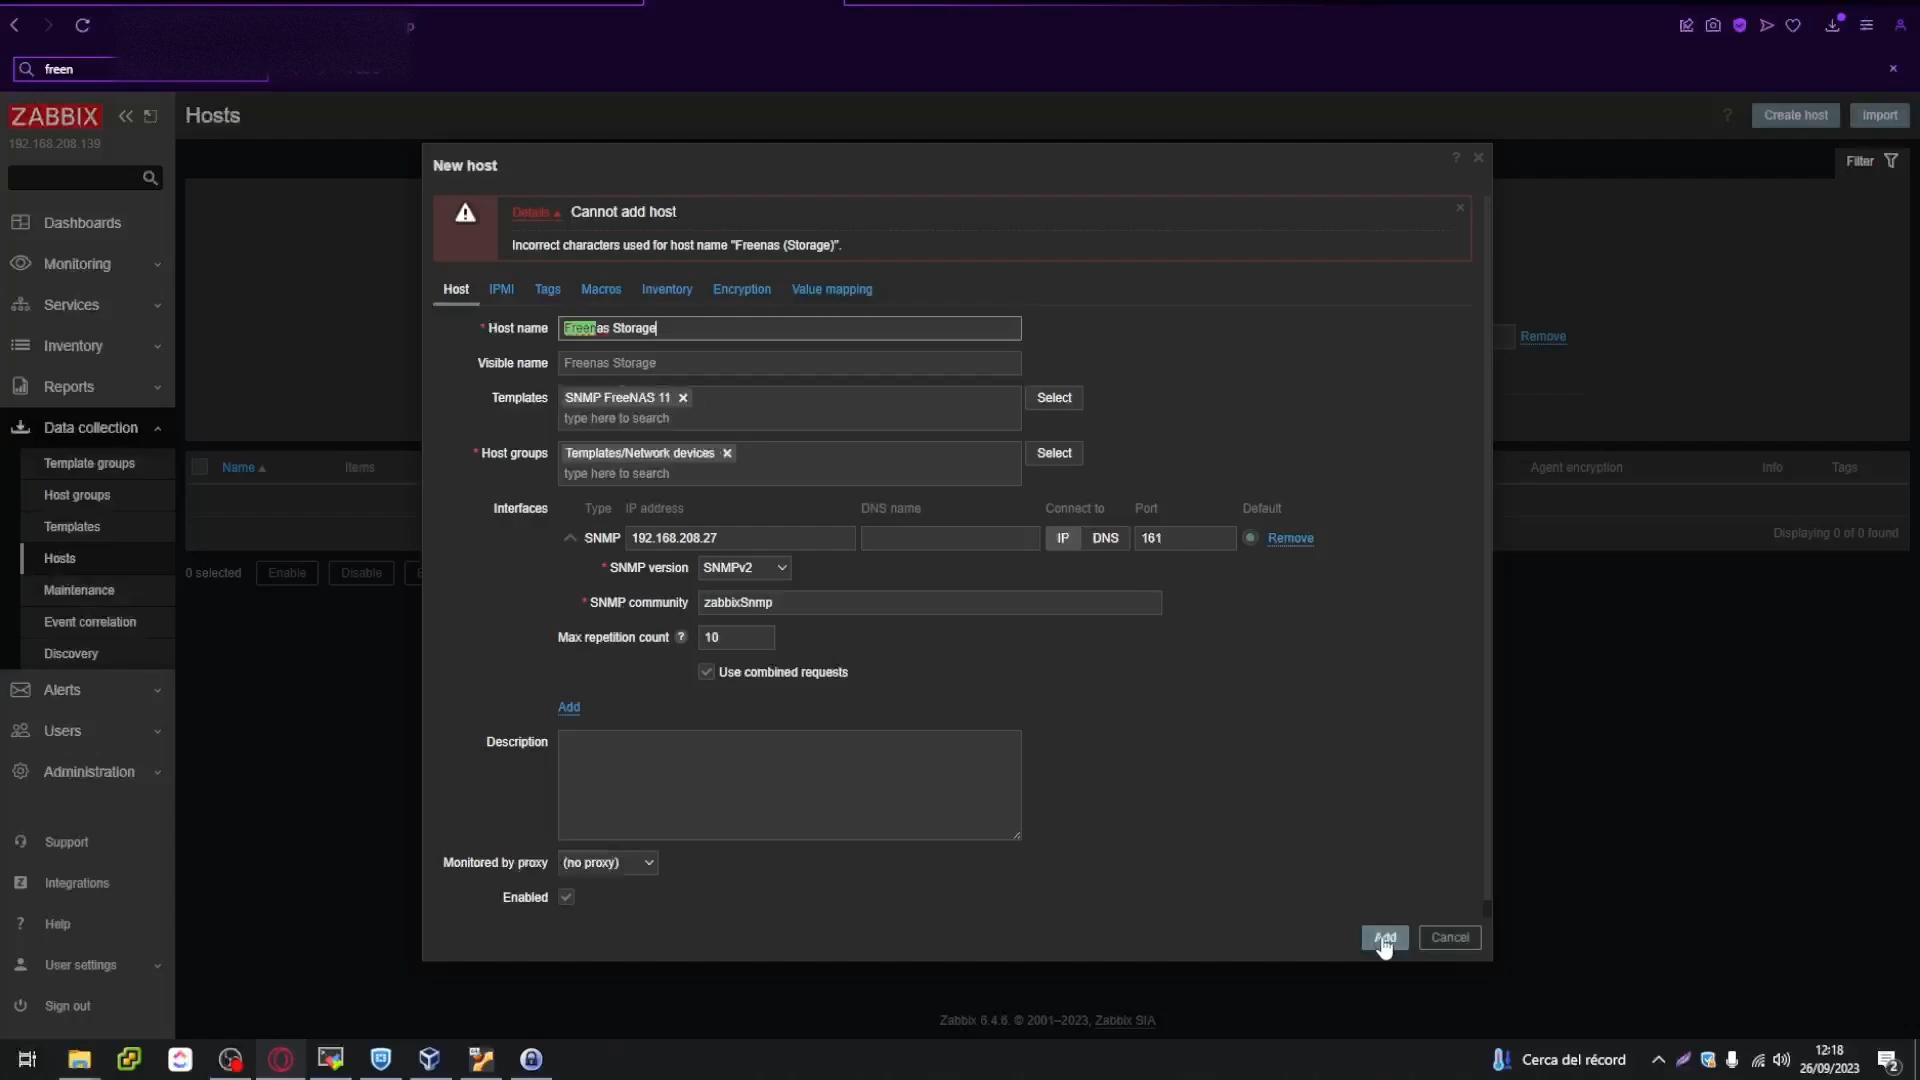 freen
ZABBIX
192.168.208.139
Hosts
?
Create host
Import
Filter
New host
?
Details
Cannot add host
Incorrect characters used for host name "Freenas (Storage)".
Dashboards
Monitoring
Services
Inventory
Reports
Data collection
Template groups
Host groups
Templates
Hosts
Maintenance
Event correlation
Discovery
Alerts
Users
Administration
Support
Integrations
Help
User settings
Sign out
Host
IPMI
Tags
Macros
Inventory
Encryption
Value mapping
* Host name
Freenas Storage
Visible name
Freenas Storage
Templates
SNMP FreeNAS 11
type here to search
Select
* Host groups
Templates/Network devices
type here to search
Select
Interfaces
Type
IP address
DNS name
Connect to
Port
Default
SNMP
192.168.208.27
IP
DNS
161
Remove
* SNMP version
SNMPv2
* SNMP community
zabbixSnmp
Max repetition count ?
10
Use combined requests
Add
Description
Monitored by proxy
(no proxy)
Enabled
Add
Cancel
Name
Items
0 selected
Enable
Disable
Remove
Agent encryption
Info
Tags
Displaying 0 of 0 found
Zabbix 6.4.6. © 2001–2023, Zabbix SIA
Cerca del récord
12:18
26/09/2023
2